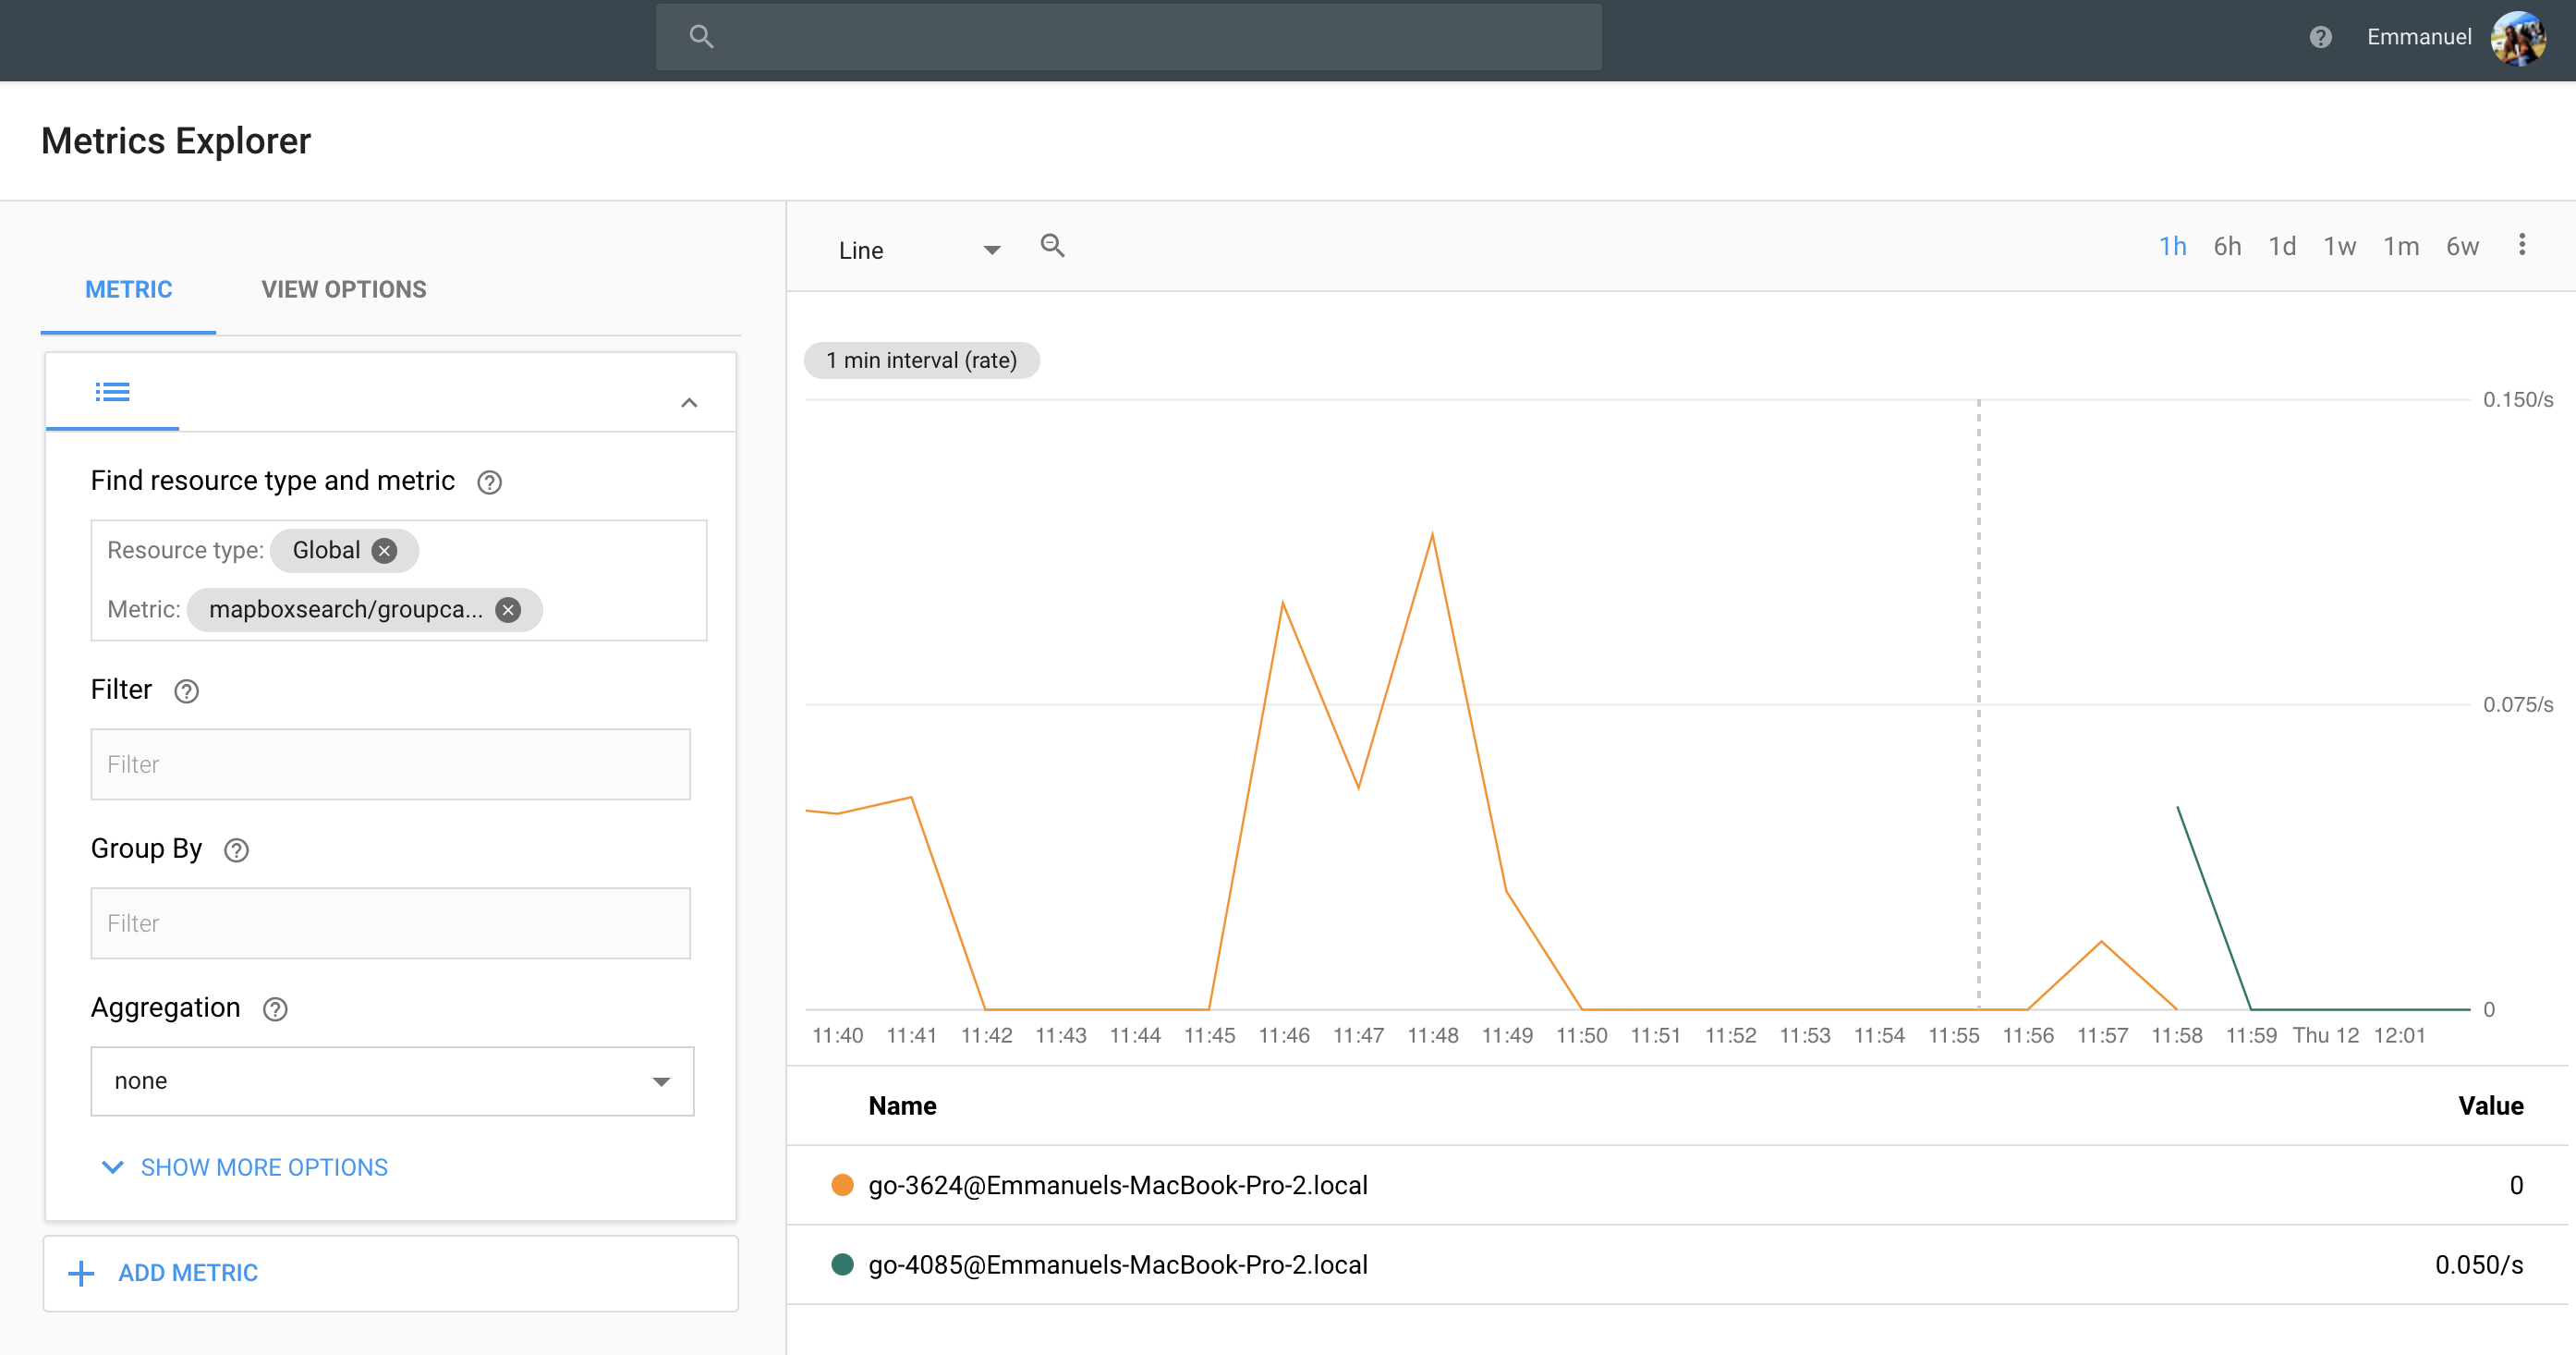 Emmanuel
Metrics Explorer
METRIC VIEW OPTIONS
Find resource type and metric
Resource type: Global
Metric: mapboxsearch/groupca...
Filter
Filter
Group By
Filter
Aggregation
none
SHOW MORE OPTIONS
ADD METRIC
Line
1h 6h 1d 1w 1m 6w
1 min interval (rate)
0.150/s
0.075/s
0
11:40 11:41 11:42 11:43 11:44 11:45 11:46 11:47 11:48 11:49 11:50 11:51 11:52 11:53 11:54 11:55 11:56 11:57 11:58 11:59 Thu 12 12:01
Name Value
go-3624@Emmanuels-MacBook-Pro-2.local 0
go-4085@Emmanuels-MacBook-Pro-2.local 0.050/s